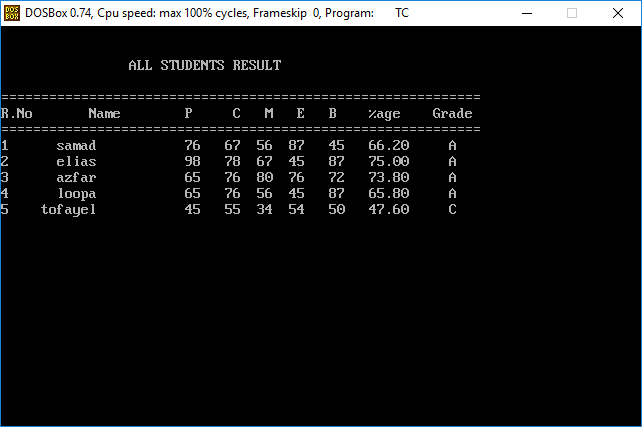 DOSBox 0.74, Cpu speed: max 100% cycles, Frameskip 0, Program: TC
ALL STUDENTS RESULT
============================================================
R.No Name P C M E B %age Grade
============================================================
1 samad 76 67 56 87 45 66.20 A
2 elias 98 78 67 45 87 75.00 A
3 azfar 65 76 80 76 72 73.80 A
4 loopa 65 76 56 45 87 65.80 A
5 tofayel 45 55 34 54 50 47.60 C